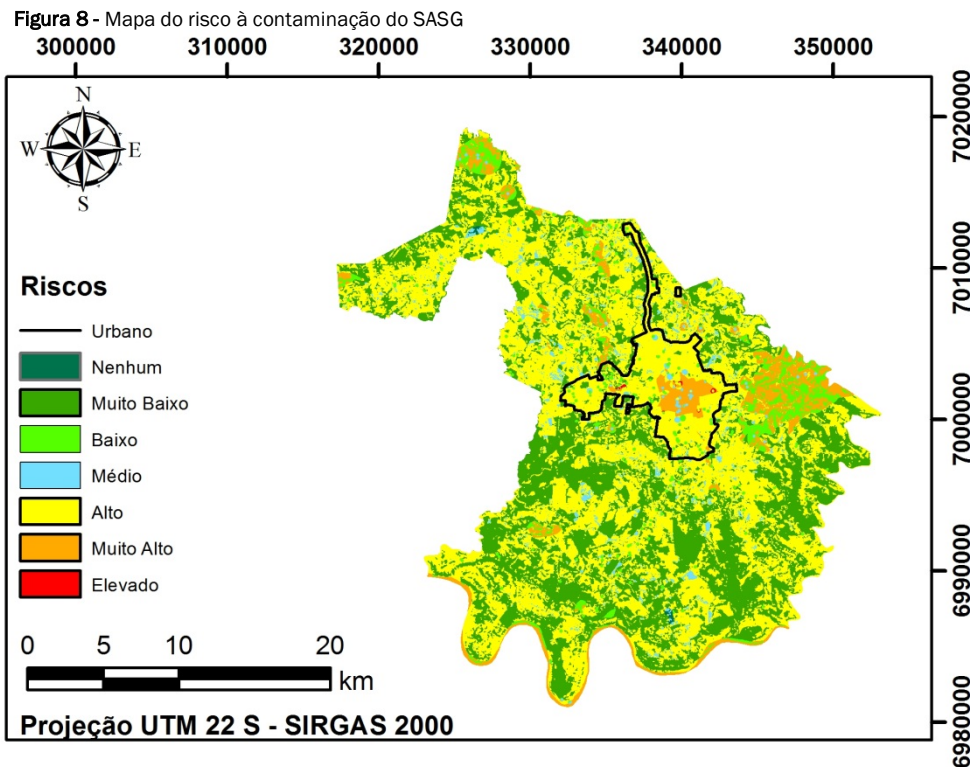 Figura 8 - Mapa do risco à contaminação do SASG
300000 310000 320000 330000 340000 350000
7020000
7010000
7000000
6990000
6980000
N
W E
S
Riscos
Urbano
Nenhum
Muito Baixo
Baixo
Médio
Alto
Muito Alto
Elevado
0 5 10 20
km
Projeção UTM 22 S - SIRGAS 2000